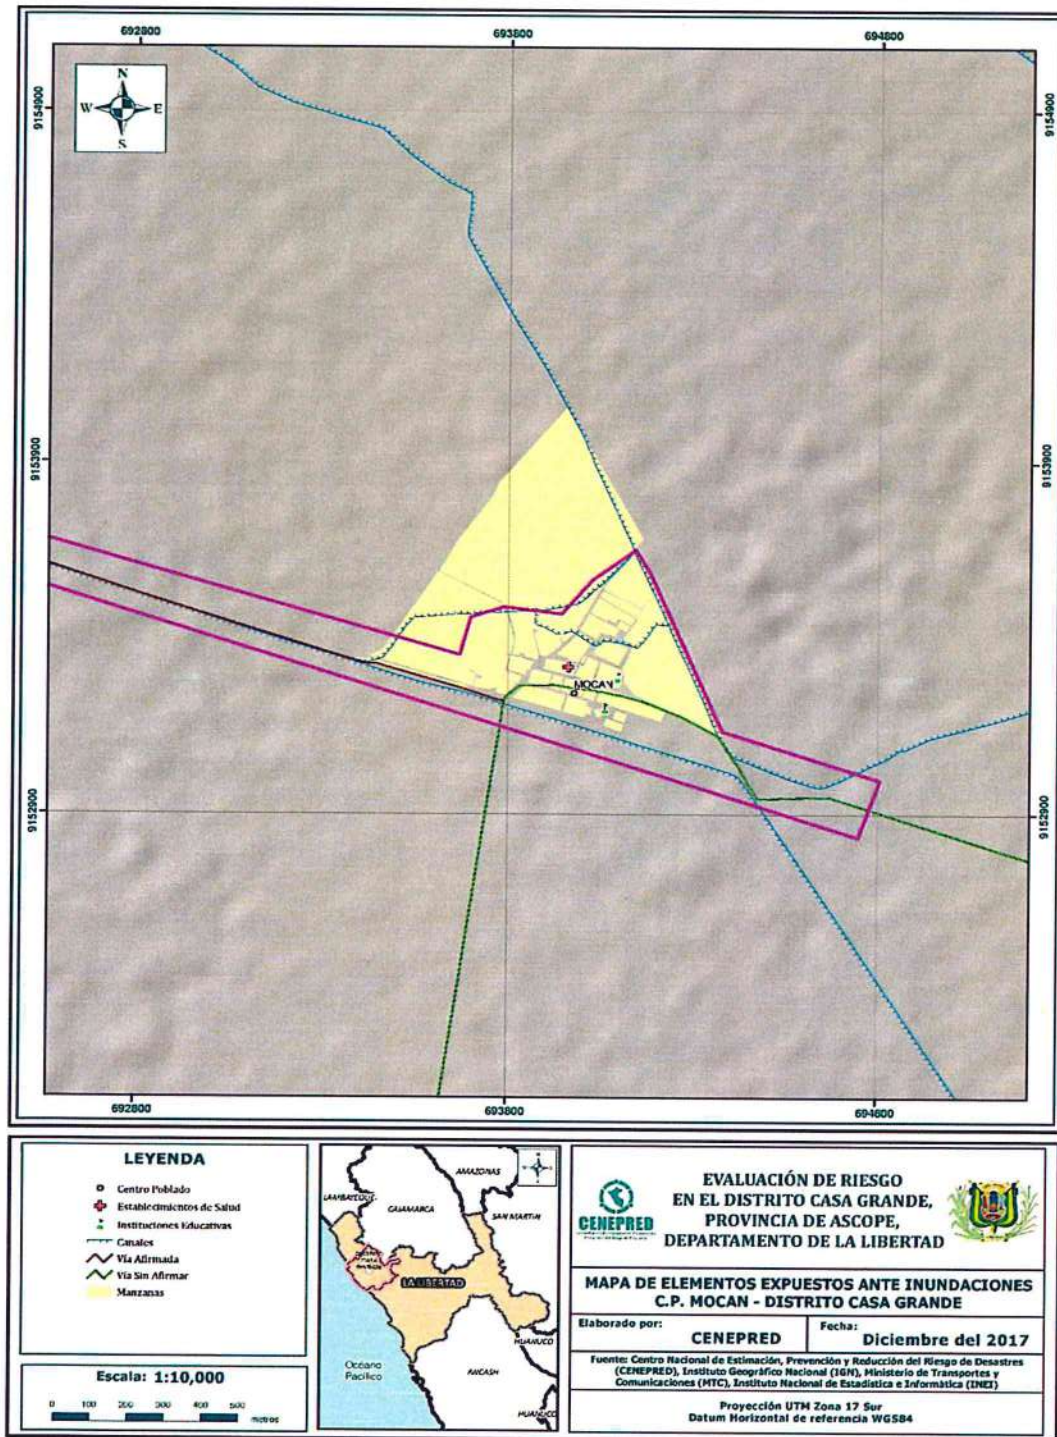 692800 693800 694800
N
W E
S
9154900 9154900
9153900 9153900
MOCAN
9152900 9152900
692800 693800 694800
LEYENDA
Centro Poblado
Establecimientos de Salud
Instituciones Educativas
Canales
Vía Afirmada
Vía Sin Afirmar
Manzanas
Escala: 1:10,000
0 100 200 300 400 500
metros
AMAZONAS
LAMBAYEQUE
CAJAMARCA
SAN MARTIN
LA LIBERTAD
HUANUCO
Océano
Pacífico
ANCASH
HUANUCO
CENEPRED
EVALUACIÓN DE RIESGO
EN EL DISTRITO CASA GRANDE,
PROVINCIA DE ASCOPE,
DEPARTAMENTO DE LA LIBERTAD
MAPA DE ELEMENTOS EXPUESTOS ANTE INUNDACIONES
C.P. MOCAN - DISTRITO CASA GRANDE
Elaborado por:
CENEPRED
Fecha:
Diciembre del 2017
Fuente: Centro Nacional de Estimación, Prevención y Reducción del Riesgo de Desastres
(CENEPRED), Instituto Geográfico Nacional (IGN), Ministerio de Transportes y
Comunicaciones (MTC), Instituto Nacional de Estadística e Informática (INEI)
Proyección UTM Zona 17 Sur
Datum Horizontal de referencia WGS84